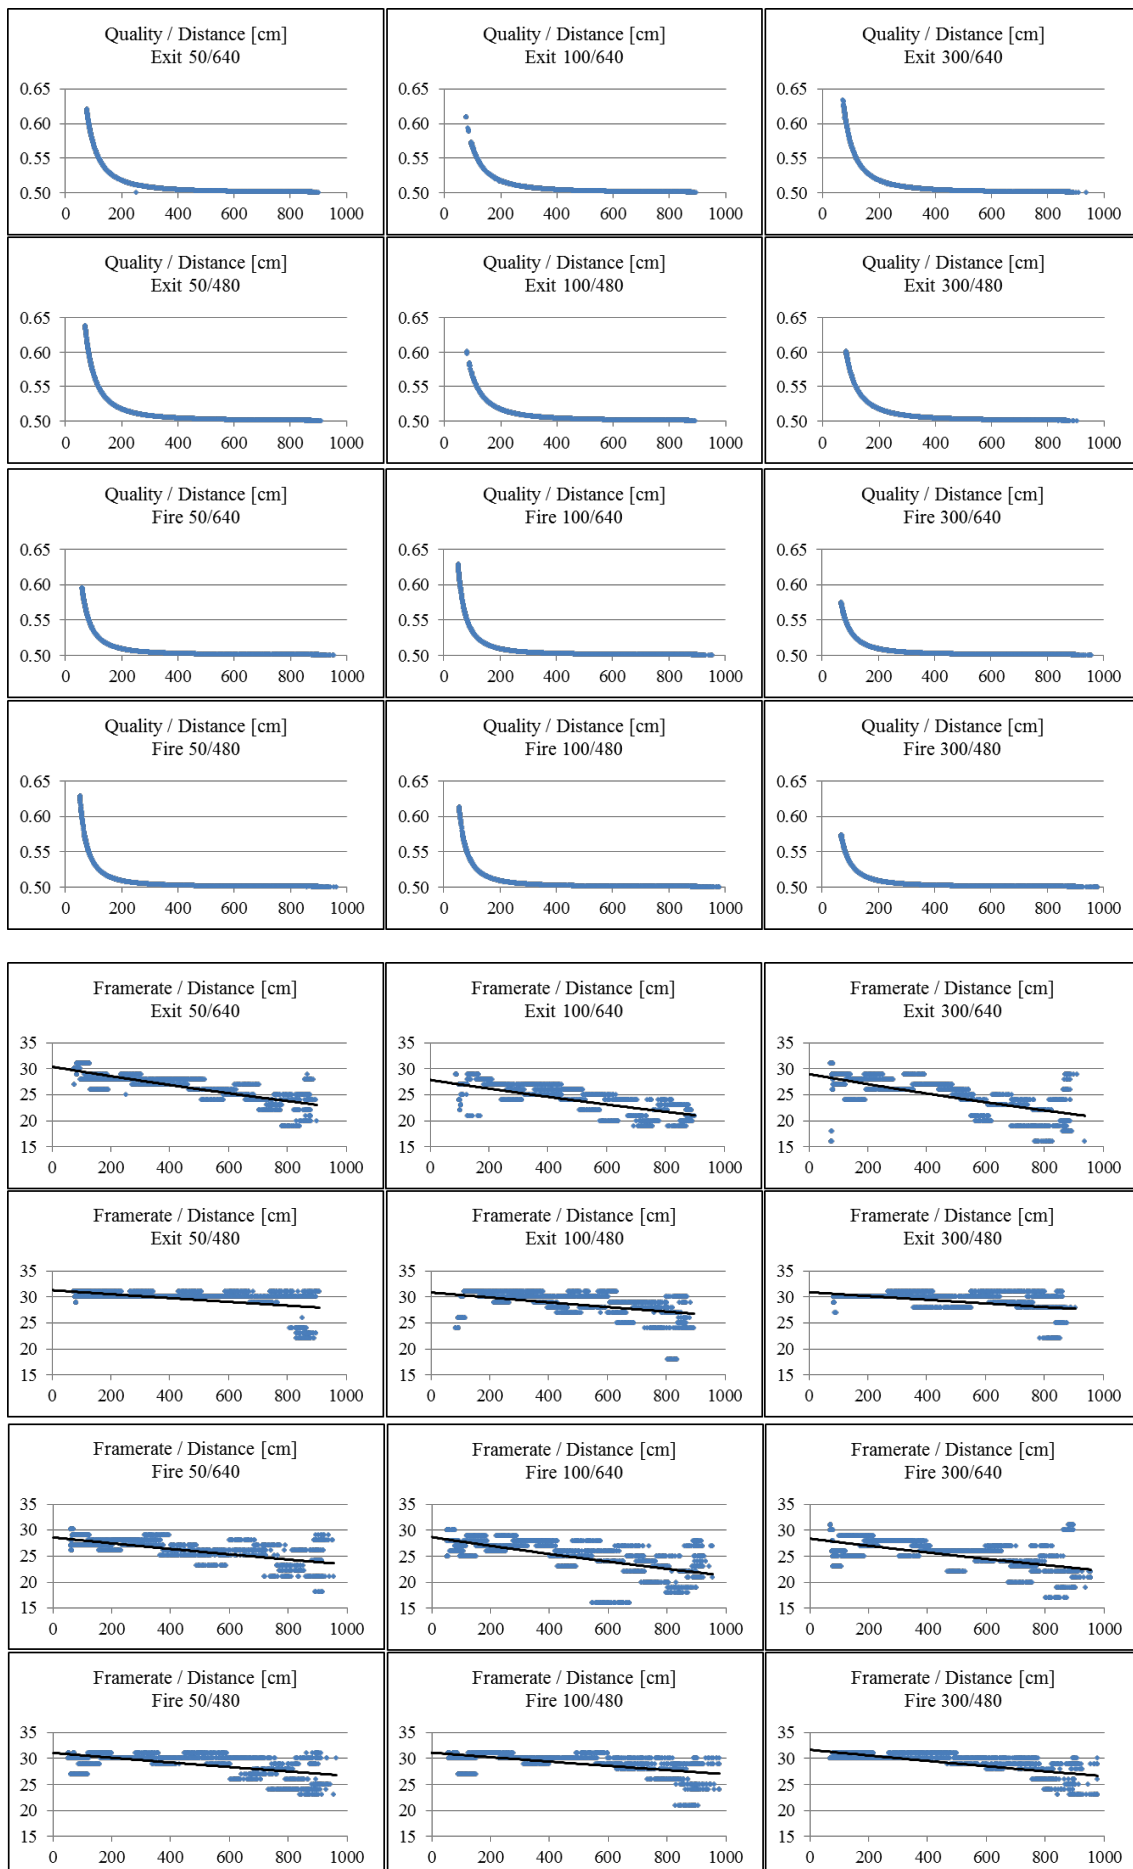 Quality / Distance [cm]
Exit 50/640
0.65
0.60
0.55
0.50
0 200 400 600 800 1000
Quality / Distance [cm]
Exit 100/640
0.65
0.60
0.55
0.50
0 200 400 600 800 1000
Quality / Distance [cm]
Exit 300/640
0.65
0.60
0.55
0.50
0 200 400 600 800 1000
Quality / Distance [cm]
Exit 50/480
0.65
0.60
0.55
0.50
0 200 400 600 800 1000
Quality / Distance [cm]
Exit 100/480
0.65
0.60
0.55
0.50
0 200 400 600 800 1000
Quality / Distance [cm]
Exit 300/480
0.65
0.60
0.55
0.50
0 200 400 600 800 1000
Quality / Distance [cm]
Fire 50/640
0.65
0.60
0.55
0.50
0 200 400 600 800 1000
Quality / Distance [cm]
Fire 100/640
0.65
0.60
0.55
0.50
0 200 400 600 800 1000
Quality / Distance [cm]
Fire 300/640
0.65
0.60
0.55
0.50
0 200 400 600 800 1000
Quality / Distance [cm]
Fire 50/480
0.65
0.60
0.55
0.50
0 200 400 600 800 1000
Quality / Distance [cm]
Fire 100/480
0.65
0.60
0.55
0.50
0 200 400 600 800 1000
Quality / Distance [cm]
Fire 300/480
0.65
0.60
0.55
0.50
0 200 400 600 800 1000
Framerate / Distance [cm]
Exit 50/640
35
30
25
20
15
0 200 400 600 800 1000
Framerate / Distance [cm]
Exit 100/640
35
30
25
20
15
0 200 400 600 800 1000
Framerate / Distance [cm]
Exit 300/640
35
30
25
20
15
0 200 400 600 800 1000
Framerate / Distance [cm]
Exit 50/480
35
30
25
20
15
0 200 400 600 800 1000
Framerate / Distance [cm]
Exit 100/480
35
30
25
20
15
0 200 400 600 800 1000
Framerate / Distance [cm]
Exit 300/480
35
30
25
20
15
0 200 400 600 800 1000
Framerate / Distance [cm]
Fire 50/640
35
30
25
20
15
0 200 400 600 800 1000
Framerate / Distance [cm]
Fire 100/640
35
30
25
20
15
0 200 400 600 800 1000
Framerate / Distance [cm]
Fire 300/640
35
30
25
20
15
0 200 400 600 800 1000
Framerate / Distance [cm]
Fire 50/480
35
30
25
20
15
0 200 400 600 800 1000
Framerate / Distance [cm]
Fire 100/480
35
30
25
20
15
0 200 400 600 800 1000
Framerate / Distance [cm]
Fire 300/480
35
30
25
20
15
0 200 400 600 800 1000